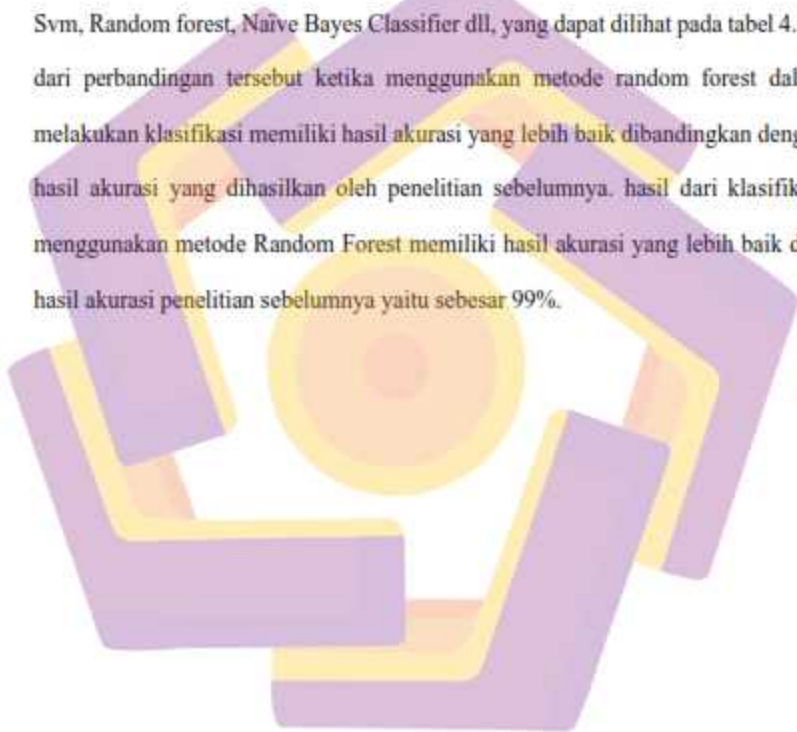 Svm, Random forest, Naïve Bayes Classifier dll, yang dapat dilihat pada tabel 4.
dari perbandingan tersebut ketika menggunakan metode random forest dal
melakukan klasifikasi memiliki hasil akurasi yang lebih baik dibandingkan deng
hasil akurasi yang dihasilkan oleh penelitian sebelumnya. hasil dari klasifik
menggunakan metode Random Forest memiliki hasil akurasi yang lebih baik d
hasil akurasi penelitian sebelumnya yaitu sebesar 99%.